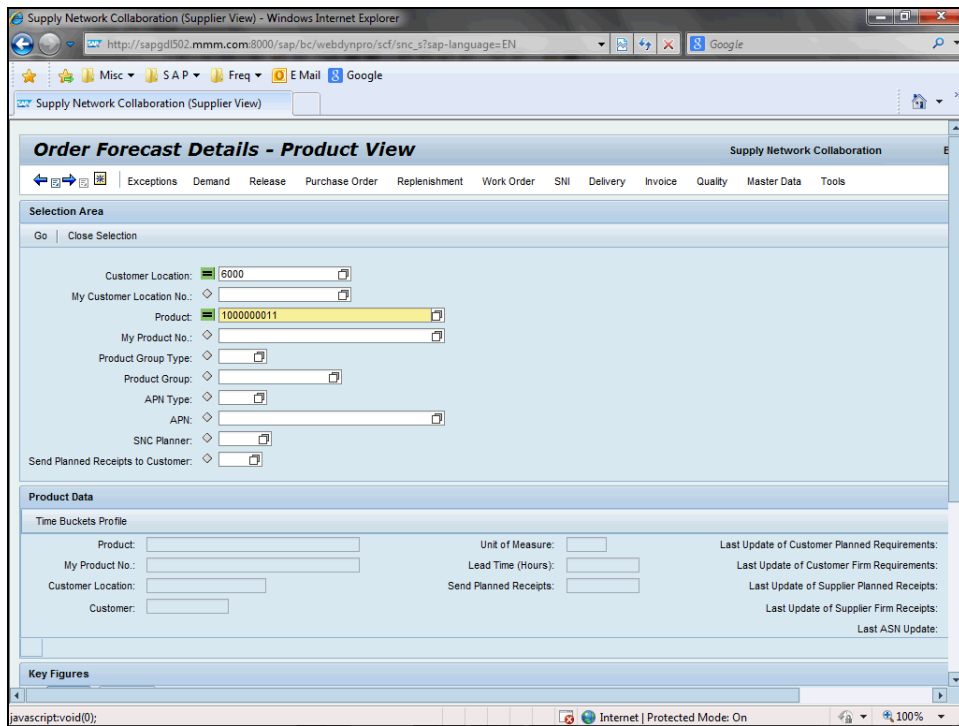 Supply Network Collaboration (Supplier View) - Windows Internet Explorer
http://sapgdl502.mmm.com:8000/sap/bc/webdynpro/scf/snc_s?sap-language=EN
Google
Misc
S A P
Freq
E Mail
Google
Supply Network Collaboration (Supplier View)
Order Forecast Details - Product View
Supply Network Collaboration
Exceptions Demand Release Purchase Order Replenishment Work Order SNI Delivery Invoice Quality Master Data Tools
Selection Area
Go Close Selection
Customer Location: 6000
My Customer Location No.:
Product: 1000000011
My Product No.:
Product Group Type:
Product Group:
APN Type:
APN:
SNC Planner:
Send Planned Receipts to Customer:
Product Data
Time Buckets Profile
Product: Unit of Measure: Last Update of Customer Planned Requirements:
My Product No.: Lead Time (Hours): Last Update of Customer Firm Requirements:
Customer Location: Send Planned Receipts: Last Update of Supplier Planned Receipts:
Customer: Last Update of Supplier Firm Receipts:
Last ASN Update:
Key Figures
javascript:void(0); Internet | Protected Mode: On 100%